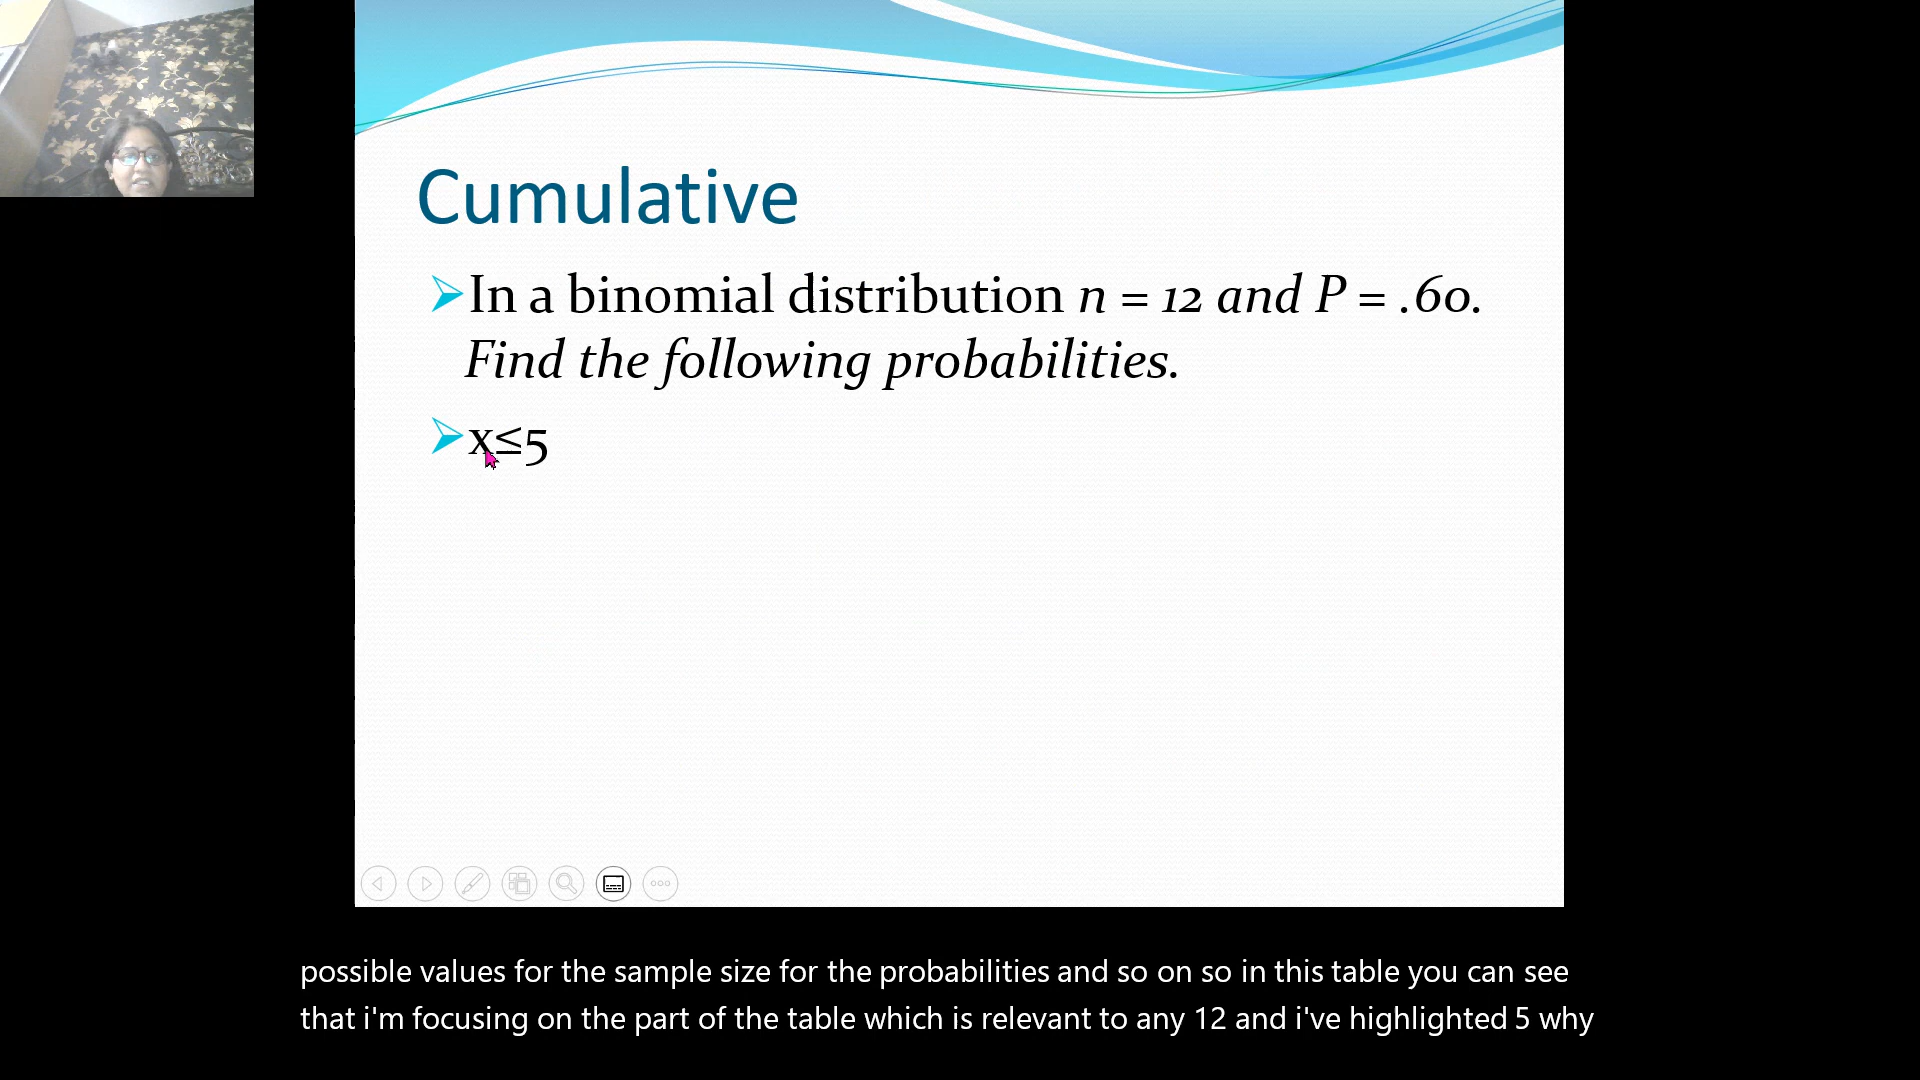 Cumulative
In a binomial distribution n = 12 and P = .60.
Find the following probabilities.
x≤5
possible values for the sample size for the probabilities and so on so in this table you can see
that i'm focusing on the part of the table which is relevant to any 12 and i've highlighted 5 why